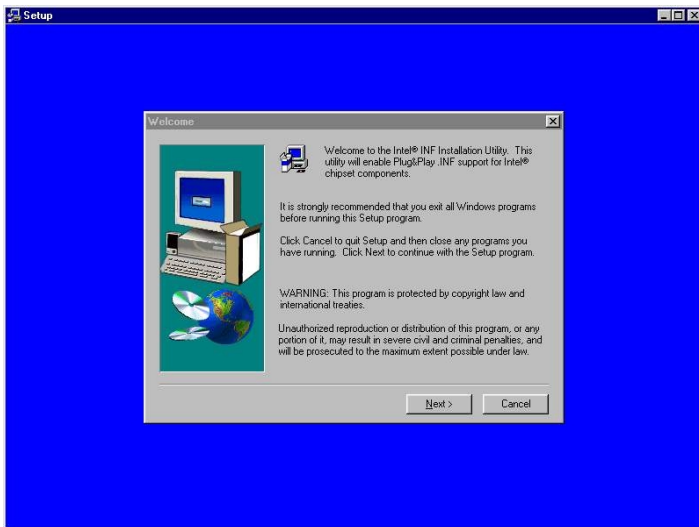 Setup
Welcome
Welcome to the Intel® INF Installation Utility. This
utility will enable Plug&Play .INF support for Intel®
chipset components.
It is strongly recommended that you exit all Windows programs
before running this Setup program.
Click Cancel to quit Setup and then close any programs you
have running. Click Next to continue with the Setup program.
WARNING: This program is protected by copyright law and
international treaties.
Unauthorized reproduction or distribution of this program, or any
portion of it, may result in severe civil and criminal penalties, and
will be prosecuted to the maximum extent possible under law.
Next >
Cancel